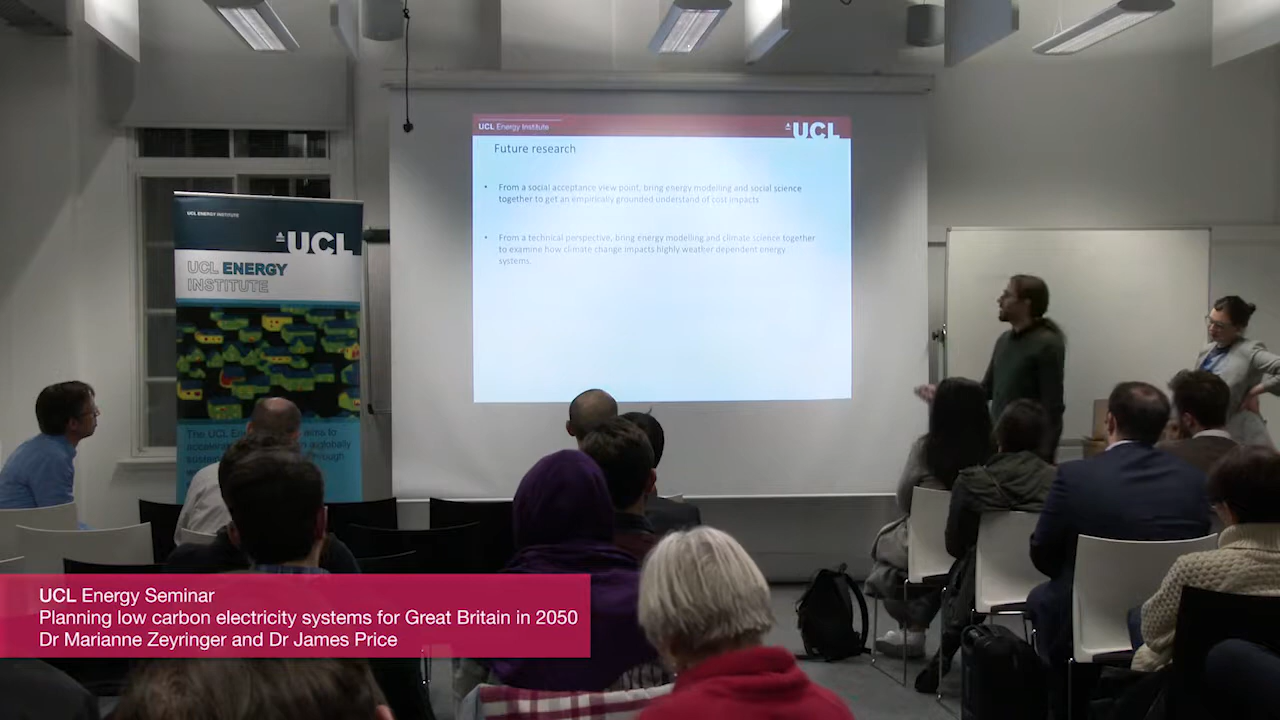 UCL Energy Institute
UCL
Future research
• From a social acceptance view point, bring energy modelling and social science
together to get an empirically grounded understand of cost impacts
• From a technical perspective, bring energy modelling and climate science together
to examine how climate change impacts highly weather dependent energy
systems.
UCL ENERGY INSTITUTE
UCL
UCL ENERGY
INSTITUTE
The UCL
UCL Energy Seminar
Planning low carbon electricity systems for Great Britain in 2050
Dr Marianne Zeyringer and Dr James Price